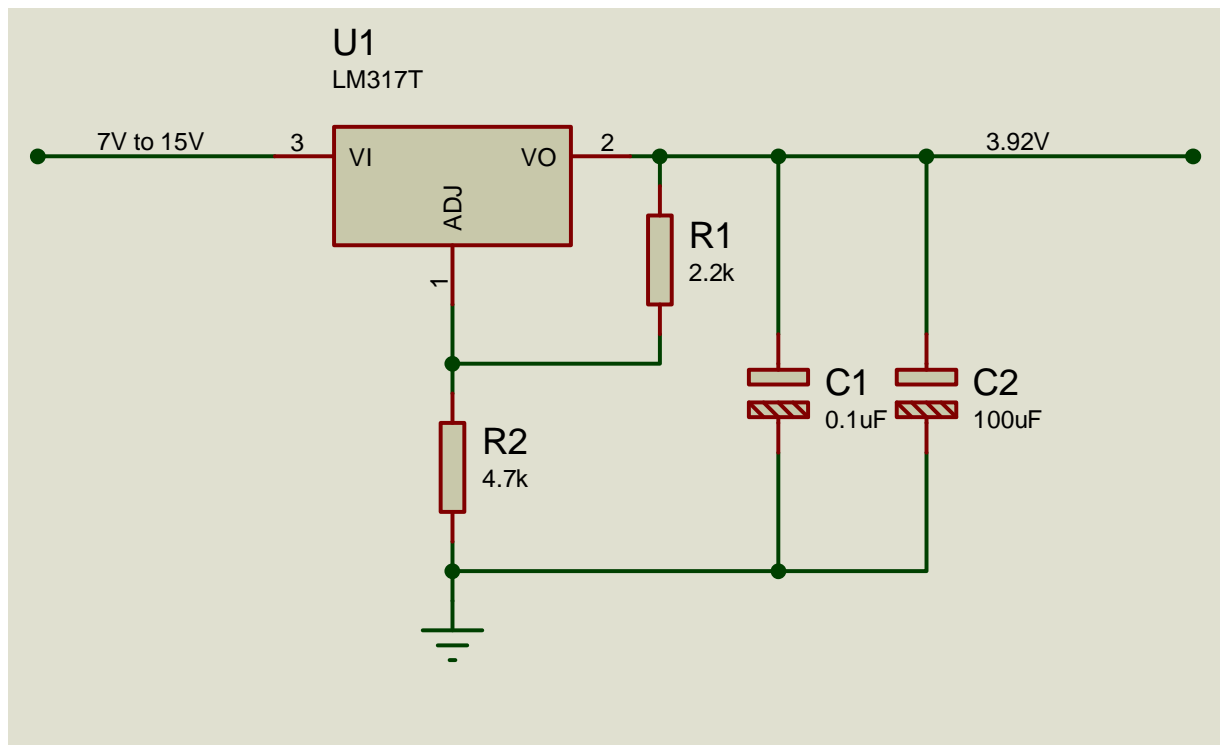 U1
LM317T
7V to 15V
3
VI
VO
2
3.92V
ADJ
1
R1
2.2k
R2
4.7k
C1
0.1uF
C2
100uF